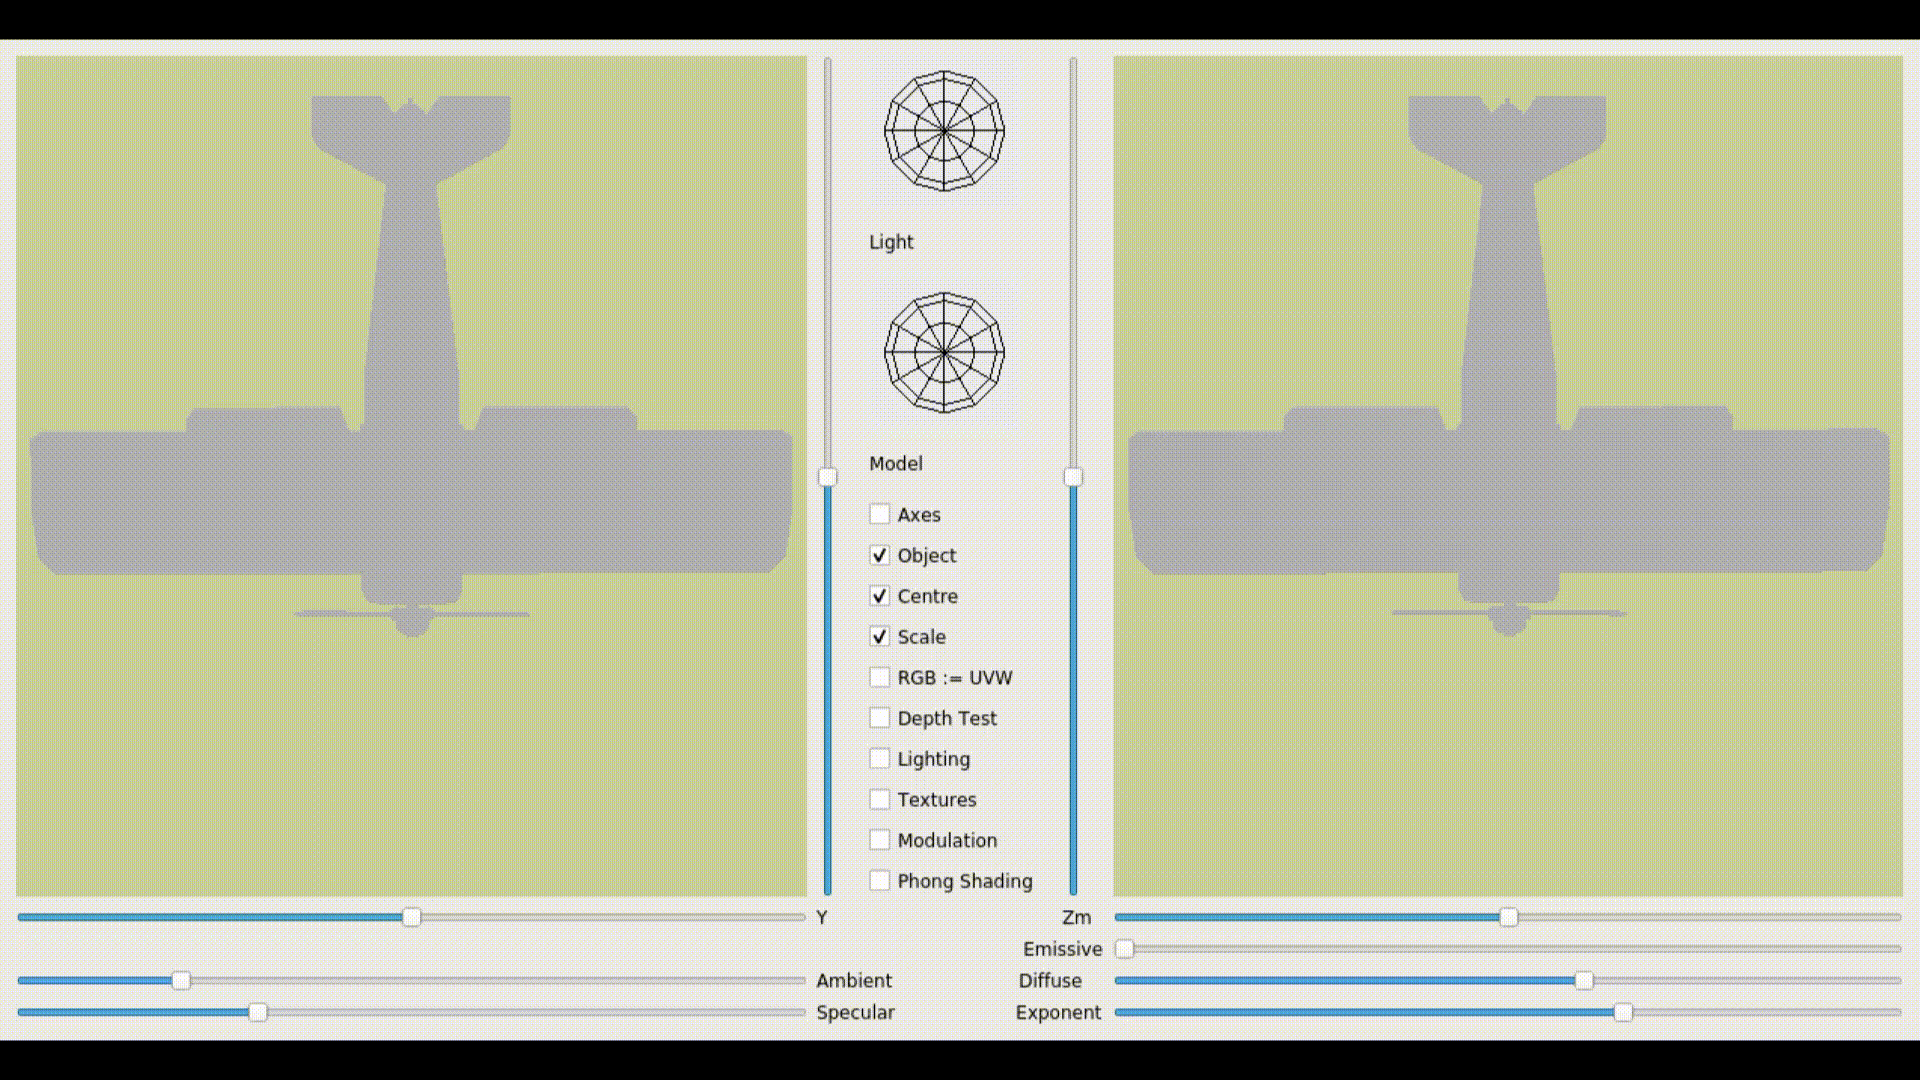 Light
Model
Axes
Object
Centre
Scale
RGB := UVW
Depth Test
Lighting
Textures
Modulation
Phong Shading
Y Zm
Emissive
Ambient Diffuse
Specular Exponent